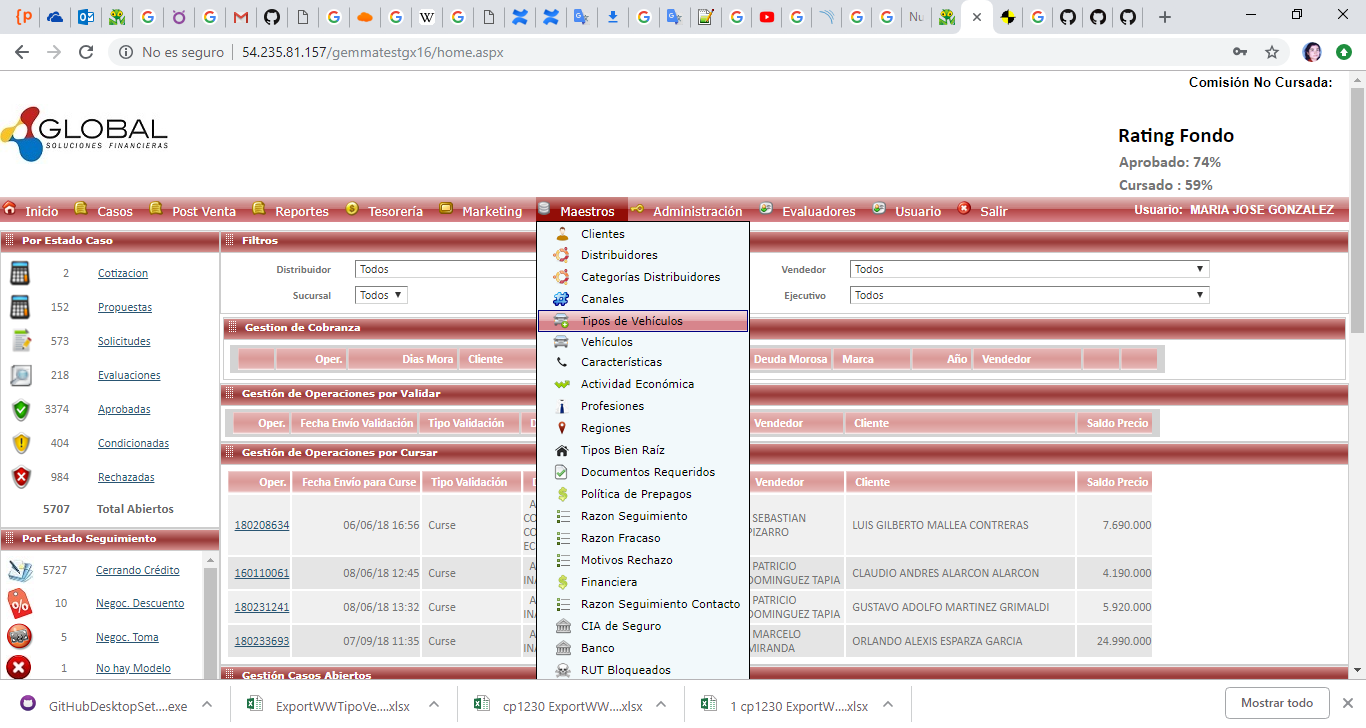 No es seguro | 54.235.81.157/gemmatestgx16/home.aspx
Comisión No Cursada:
GLOBAL
SOLUCIONES FINANCIERAS
Rating Fondo
Aprobado: 74%
Cursado : 59%
Inicio Casos Post Venta Reportes Tesorería Marketing Maestros Administración Evaluadores Usuario Salir Usuario: MARIA JOSE GONZALEZ
Por Estado Caso
2 Cotizacion
152 Propuestas
573 Solicitudes
218 Evaluaciones
3374 Aprobadas
404 Condicionadas
984 Rechazadas
5707 Total Abiertos
Por Estado Seguimiento
5727 Cerrando Crédito
10 Negoc. Descuento
5 Negoc. Toma
1 No hay Modelo
Filtros
Distribuidor Todos Vendedor Todos
Sucursal Todos Ejecutivo Todos
Clientes
Distribuidores
Categorías Distribuidores
Canales
Tipos de Vehículos
Vehículos
Características
Actividad Económica
Profesiones
Regiones
Tipos Bien Raíz
Documentos Requeridos
Política de Prepagos
Razon Seguimiento
Razon Fracaso
Motivos Rechazo
Financiera
Razon Seguimiento Contacto
CIA de Seguro
Banco
RUT Bloqueados
Gestion de Cobranza
Oper. Dias Mora Cliente Deuda Morosa Marca Año Vendedor
Gestión de Operaciones por Validar
Oper. Fecha Envío Validación Tipo Validación D Vendedor Cliente Saldo Precio
Gestión de Operaciones por Cursar
Oper. Fecha Envío para Curse Tipo Validación D Vendedor Cliente Saldo Precio
180208634 06/06/18 16:56 Curse A CO CO EC SEBASTIAN PIZARRO LUIS GILBERTO MALLEA CONTRERAS 7.690.000
160110061 08/06/18 12:45 Curse A INA PATRICIO DOMINGUEZ TAPIA CLAUDIO ANDRES ALARCON ALARCON 4.190.000
180231241 08/06/18 13:32 Curse A INA PATRICIO DOMINGUEZ TAPIA GUSTAVO ADOLFO MARTINEZ GRIMALDI 5.920.000
180233693 07/09/18 11:35 Curse A INA MARCELO MIRANDA ORLANDO ALEXIS ESPARZA GARCIA 24.990.000
Gestión Casos Abiertos
GitHubDesktopSet....exe ExportWWTipoVe....xlsx cp1230 ExportWW....xlsx 1 cp1230 ExportW....xlsx Mostrar todo